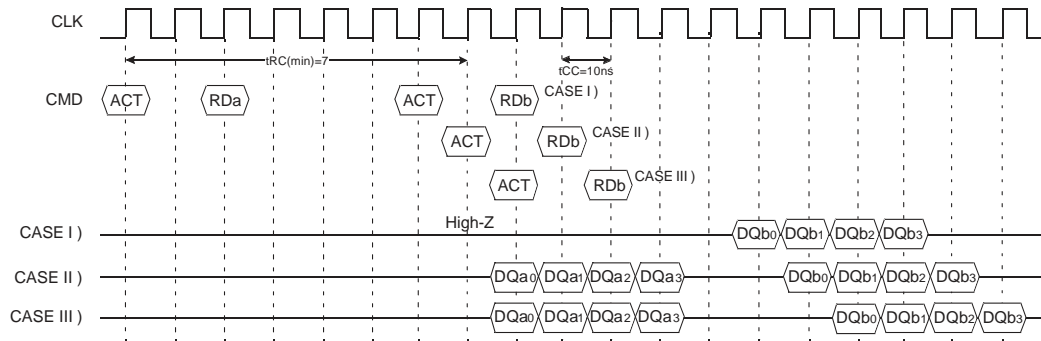 CLK
tRC(min)=7
tCC=10ns
CMD ACT RDa ACT RDb CASE I )
ACT RDb CASE II )
ACT RDb CASE III )
High-Z
CASE I ) DQb0 DQb1 DQb2 DQb3
CASE II ) DQa0 DQa1 DQa2 DQa3 DQb0 DQb1 DQb2 DQb3
CASE III ) DQa0 DQa1 DQa2 DQa3 DQb0 DQb1 DQb2 DQb3